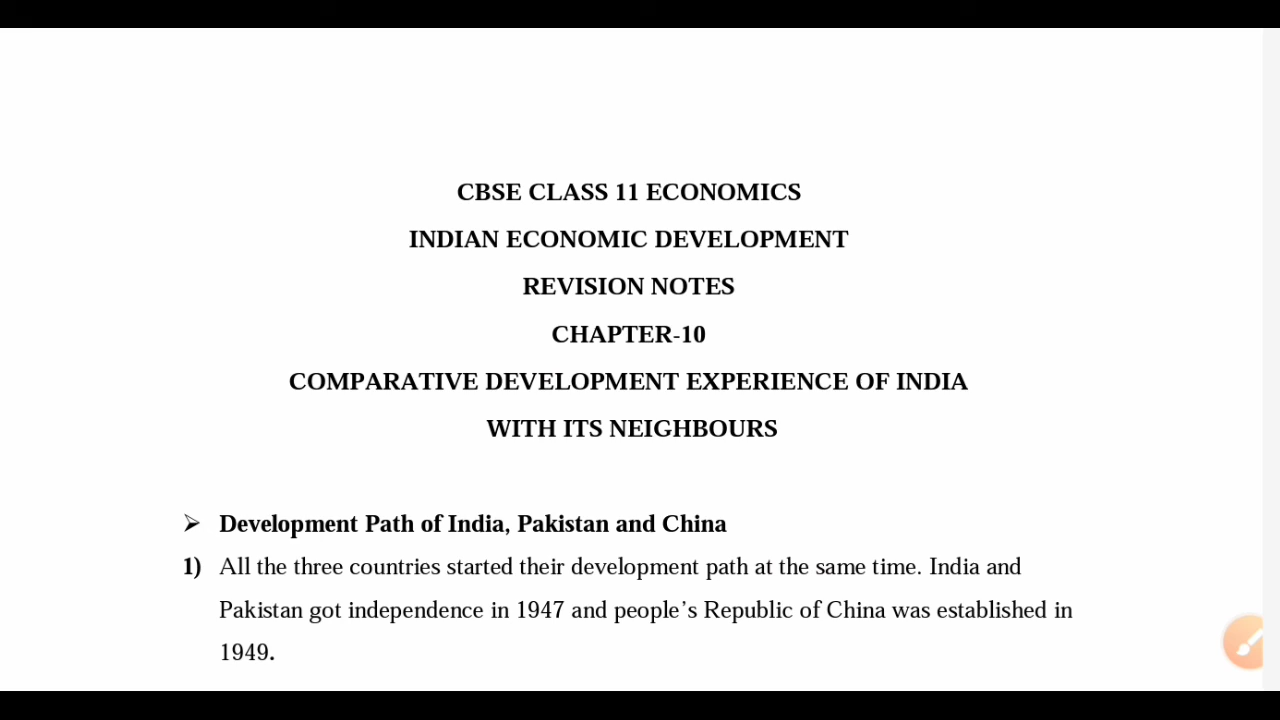 CBSE CLASS 11 ECONOMICS
INDIAN ECONOMIC DEVELOPMENT
REVISION NOTES
CHAPTER-10
COMPARATIVE DEVELOPMENT EXPERIENCE OF INDIA
WITH ITS NEIGHBOURS
➢ Development Path of India, Pakistan and China
1) All the three countries started their development path at the same time. India and
Pakistan got independence in 1947 and people’s Republic of China was established in
1949.